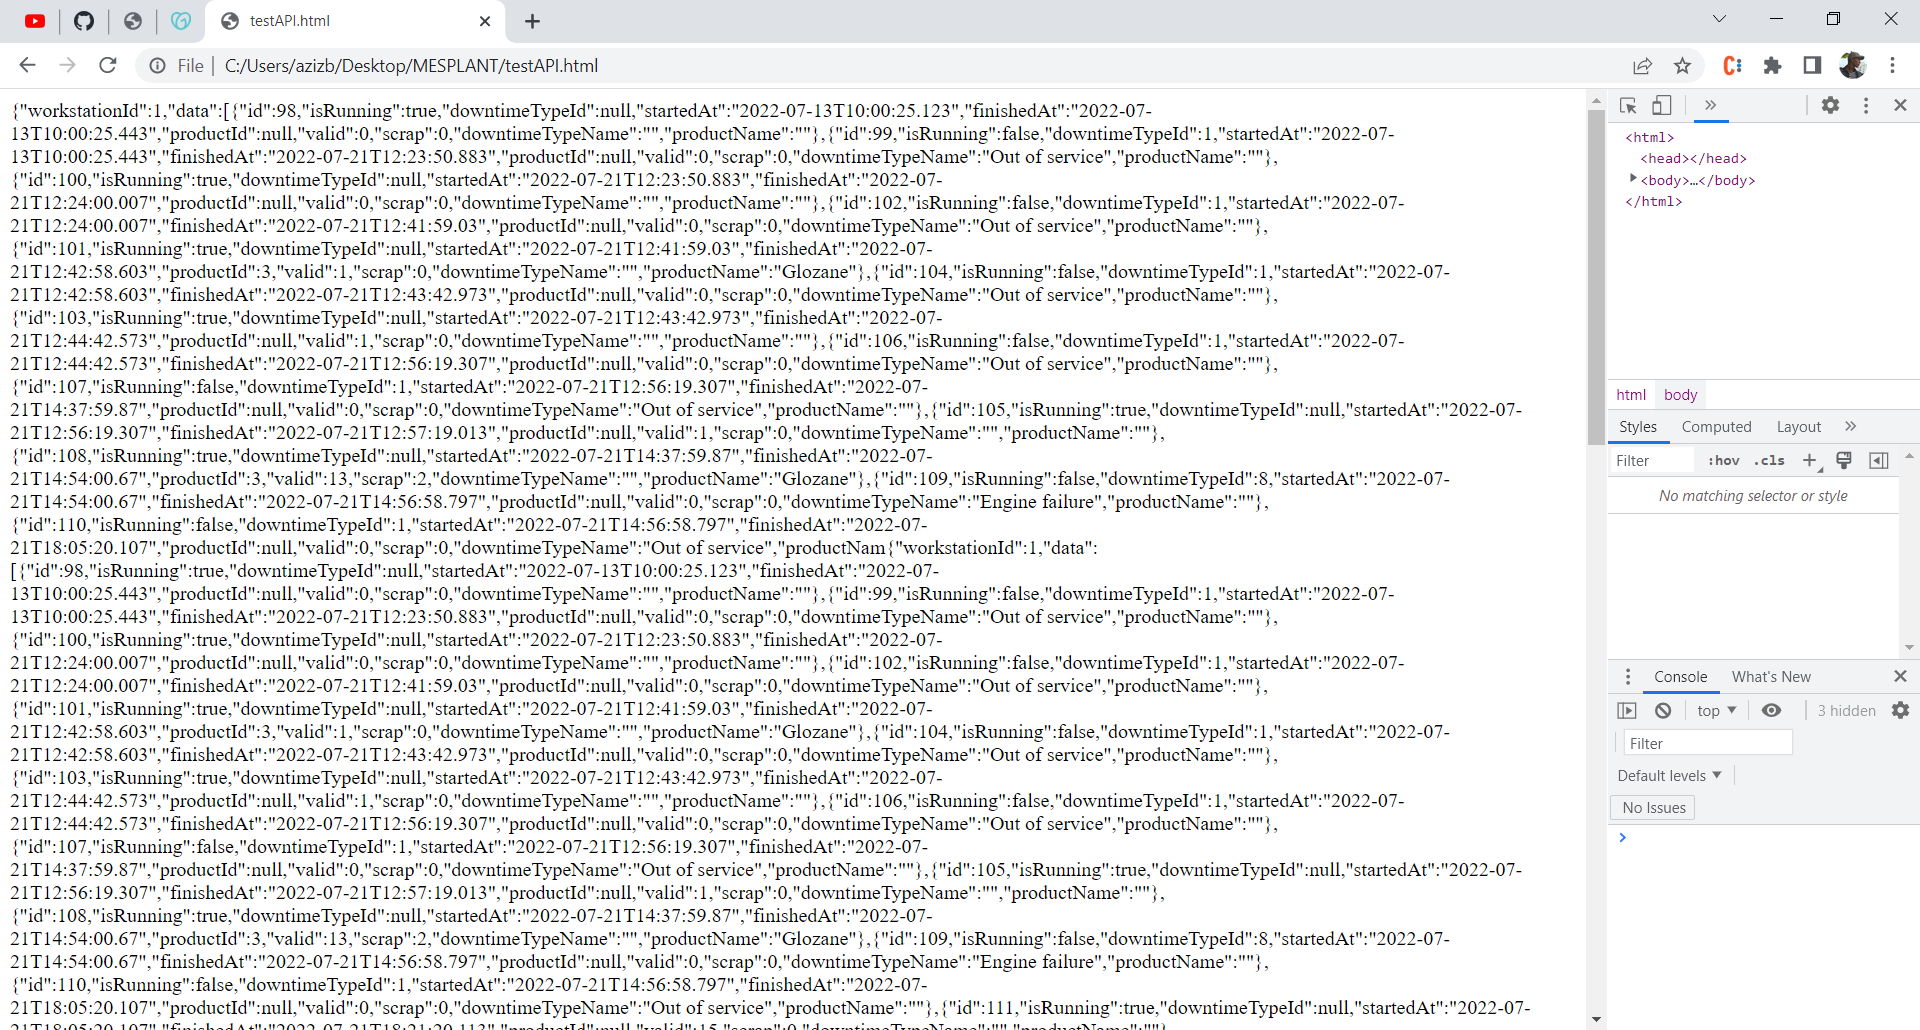 testAPI.html
File | C:/Users/azizb/Desktop/MESPLANT/testAPI.html
{"workstationId":1,"data":[{"id":98,"isRunning":true,"downtimeTypeId":null,"startedAt":"2022-07-13T10:00:25.123","finishedAt":"2022-07-
13T10:00:25.443","productId":null,"valid":0,"scrap":0,"downtimeTypeName":"","productName":""},{"id":99,"isRunning":false,"downtimeTypeId":1,"startedAt":"2022-07-
13T10:00:25.443","finishedAt":"2022-07-21T12:23:50.883","productId":null,"valid":0,"scrap":0,"downtimeTypeName":"Out of service","productName":""},
{"id":100,"isRunning":true,"downtimeTypeId":null,"startedAt":"2022-07-21T12:23:50.883","finishedAt":"2022-07-
21T12:24:00.007","productId":null,"valid":0,"scrap":0,"downtimeTypeName":"","productName":""},{"id":102,"isRunning":false,"downtimeTypeId":1,"startedAt":"2022-07-
21T12:24:00.007","finishedAt":"2022-07-21T12:41:59.03","productId":null,"valid":0,"scrap":0,"downtimeTypeName":"Out of service","productName":""},
{"id":101,"isRunning":true,"downtimeTypeId":null,"startedAt":"2022-07-21T12:41:59.03","finishedAt":"2022-07-
21T12:42:58.603","productId":3,"valid":1,"scrap":0,"downtimeTypeName":"","productName":"Glozane"},{"id":104,"isRunning":false,"downtimeTypeId":1,"startedAt":"2022-07-
21T12:42:58.603","finishedAt":"2022-07-21T12:43:42.973","productId":null,"valid":0,"scrap":0,"downtimeTypeName":"Out of service","productName":""},
{"id":103,"isRunning":true,"downtimeTypeId":null,"startedAt":"2022-07-21T12:43:42.973","finishedAt":"2022-07-
21T12:44:42.573","productId":null,"valid":1,"scrap":0,"downtimeTypeName":"","productName":""},{"id":106,"isRunning":false,"downtimeTypeId":1,"startedAt":"2022-07-
21T12:44:42.573","finishedAt":"2022-07-21T12:56:19.307","productId":null,"valid":0,"scrap":0,"downtimeTypeName":"Out of service","productName":""},
{"id":107,"isRunning":false,"downtimeTypeId":1,"startedAt":"2022-07-21T12:56:19.307","finishedAt":"2022-07-
21T14:37:59.87","productId":null,"valid":0,"scrap":0,"downtimeTypeName":"Out of service","productName":""},{"id":105,"isRunning":true,"downtimeTypeId":null,"startedAt":"2022-07-
21T12:56:19.307","finishedAt":"2022-07-21T12:57:19.013","productId":null,"valid":1,"scrap":0,"downtimeTypeName":"","productName":""},
{"id":108,"isRunning":true,"downtimeTypeId":null,"startedAt":"2022-07-21T14:37:59.87","finishedAt":"2022-07-
21T14:54:00.67","productId":3,"valid":13,"scrap":2,"downtimeTypeName":"","productName":"Glozane"},{"id":109,"isRunning":false,"downtimeTypeId":8,"startedAt":"2022-07-
21T14:54:00.67","finishedAt":"2022-07-21T14:56:58.797","productId":null,"valid":0,"scrap":0,"downtimeTypeName":"Engine failure","productName":""},
{"id":110,"isRunning":false,"downtimeTypeId":1,"startedAt":"2022-07-21T14:56:58.797","finishedAt":"2022-07-
21T18:05:20.107","productId":null,"valid":0,"scrap":0,"downtimeTypeName":"Out of service","productNam{"workstationId":1,"data":
[{"id":98,"isRunning":true,"downtimeTypeId":null,"startedAt":"2022-07-13T10:00:25.123","finishedAt":"2022-07-
13T10:00:25.443","productId":null,"valid":0,"scrap":0,"downtimeTypeName":"","productName":""},{"id":99,"isRunning":false,"downtimeTypeId":1,"startedAt":"2022-07-
13T10:00:25.443","finishedAt":"2022-07-21T12:23:50.883","productId":null,"valid":0,"scrap":0,"downtimeTypeName":"Out of service","productName":""},
{"id":100,"isRunning":true,"downtimeTypeId":null,"startedAt":"2022-07-21T12:23:50.883","finishedAt":"2022-07-
21T12:24:00.007","productId":null,"valid":0,"scrap":0,"downtimeTypeName":"","productName":""},{"id":102,"isRunning":false,"downtimeTypeId":1,"startedAt":"2022-07-
21T12:24:00.007","finishedAt":"2022-07-21T12:41:59.03","productId":null,"valid":0,"scrap":0,"downtimeTypeName":"Out of service","productName":""},
{"id":101,"isRunning":true,"downtimeTypeId":null,"startedAt":"2022-07-21T12:41:59.03","finishedAt":"2022-07-
21T12:42:58.603","productId":3,"valid":1,"scrap":0,"downtimeTypeName":"","productName":"Glozane"},{"id":104,"isRunning":false,"downtimeTypeId":1,"startedAt":"2022-07-
21T12:42:58.603","finishedAt":"2022-07-21T12:43:42.973","productId":null,"valid":0,"scrap":0,"downtimeTypeName":"Out of service","productName":""},
{"id":103,"isRunning":true,"downtimeTypeId":null,"startedAt":"2022-07-21T12:43:42.973","finishedAt":"2022-07-
21T12:44:42.573","productId":null,"valid":1,"scrap":0,"downtimeTypeName":"","productName":""},{"id":106,"isRunning":false,"downtimeTypeId":1,"startedAt":"2022-07-
21T12:44:42.573","finishedAt":"2022-07-21T12:56:19.307","productId":null,"valid":0,"scrap":0,"downtimeTypeName":"Out of service","productName":""},
{"id":107,"isRunning":false,"downtimeTypeId":1,"startedAt":"2022-07-21T12:56:19.307","finishedAt":"2022-07-
21T14:37:59.87","productId":null,"valid":0,"scrap":0,"downtimeTypeName":"Out of service","productName":""},{"id":105,"isRunning":true,"downtimeTypeId":null,"startedAt":"2022-07-
21T12:56:19.307","finishedAt":"2022-07-21T12:57:19.013","productId":null,"valid":1,"scrap":0,"downtimeTypeName":"","productName":""},
{"id":108,"isRunning":true,"downtimeTypeId":null,"startedAt":"2022-07-21T14:37:59.87","finishedAt":"2022-07-
21T14:54:00.67","productId":3,"valid":13,"scrap":2,"downtimeTypeName":"","productName":"Glozane"},{"id":109,"isRunning":false,"downtimeTypeId":8,"startedAt":"2022-07-
21T14:54:00.67","finishedAt":"2022-07-21T14:56:58.797","productId":null,"valid":0,"scrap":0,"downtimeTypeName":"Engine failure","productName":""},
{"id":110,"isRunning":false,"downtimeTypeId":1,"startedAt":"2022-07-21T14:56:58.797","finishedAt":"2022-07-
21T18:05:20.107","productId":null,"valid":0,"scrap":0,"downtimeTypeName":"Out of service","productName":""},{"id":111,"isRunning":true,"downtimeTypeId":null,"startedAt":"2022-07-
21T18:05:20.107","finishedAt":"2022-07-21T18:21:20.113","productId":null,"valid":15,"scrap":0,"downtimeTypeName":"","productName":""},
<html>
<head></head>
<body>…</body>
</html>
html body
Styles Computed Layout
Filter :hov .cls
No matching selector or style
Console What's New
top 3 hidden
Filter
Default levels
No Issues